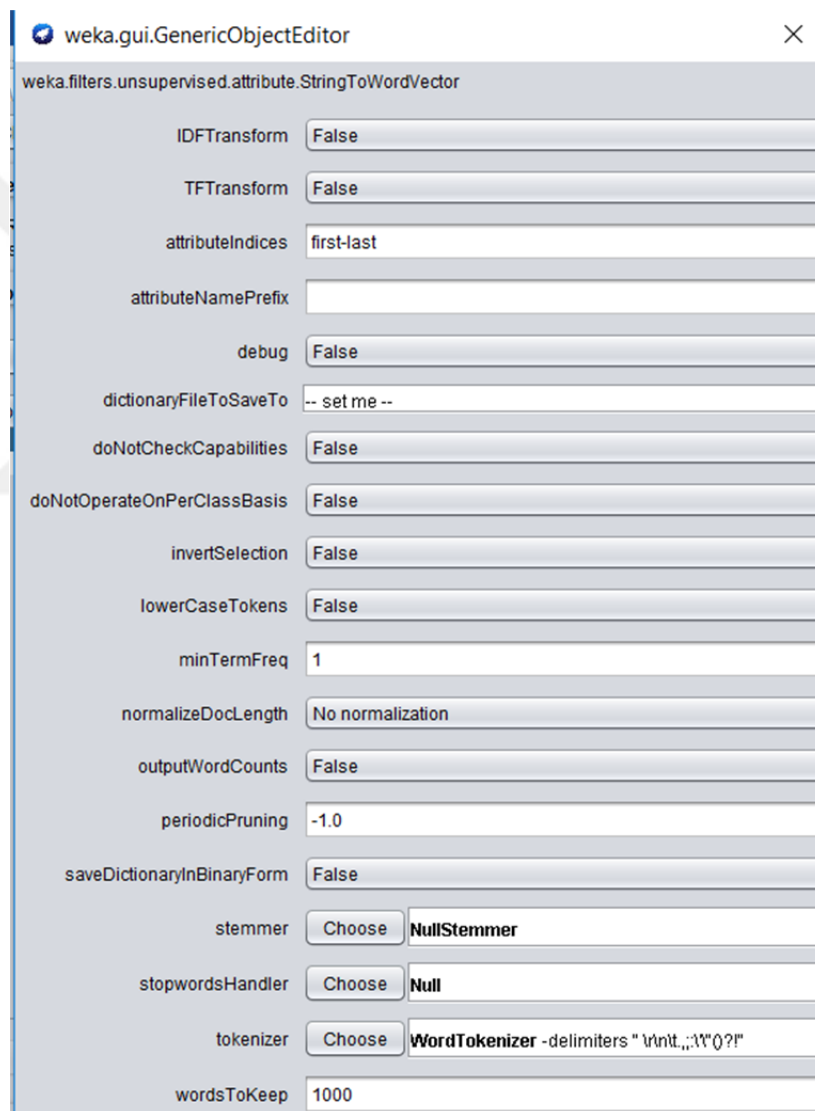 weka.gui.GenericObjectEditor
weka.filters.unsupervised.attribute.StringToWordVector
IDFTransform False
TFTransform False
attributeIndices first-last
attributeNamePrefix
debug False
dictionaryFileToSaveTo -- set me --
doNotCheckCapabilities False
doNotOperateOnPerClassBasis False
invertSelection False
lowerCaseTokens False
minTermFreq 1
normalizeDocLength No normalization
outputWordCounts False
periodicPruning -1.0
saveDictionaryInBinaryForm False
stemmer Choose NullStemmer
stopwordsHandler Choose Null
tokenizer Choose WordTokenizer -delimiters " \r\n\t.,;:\'\"()?!"
wordsToKeep 1000